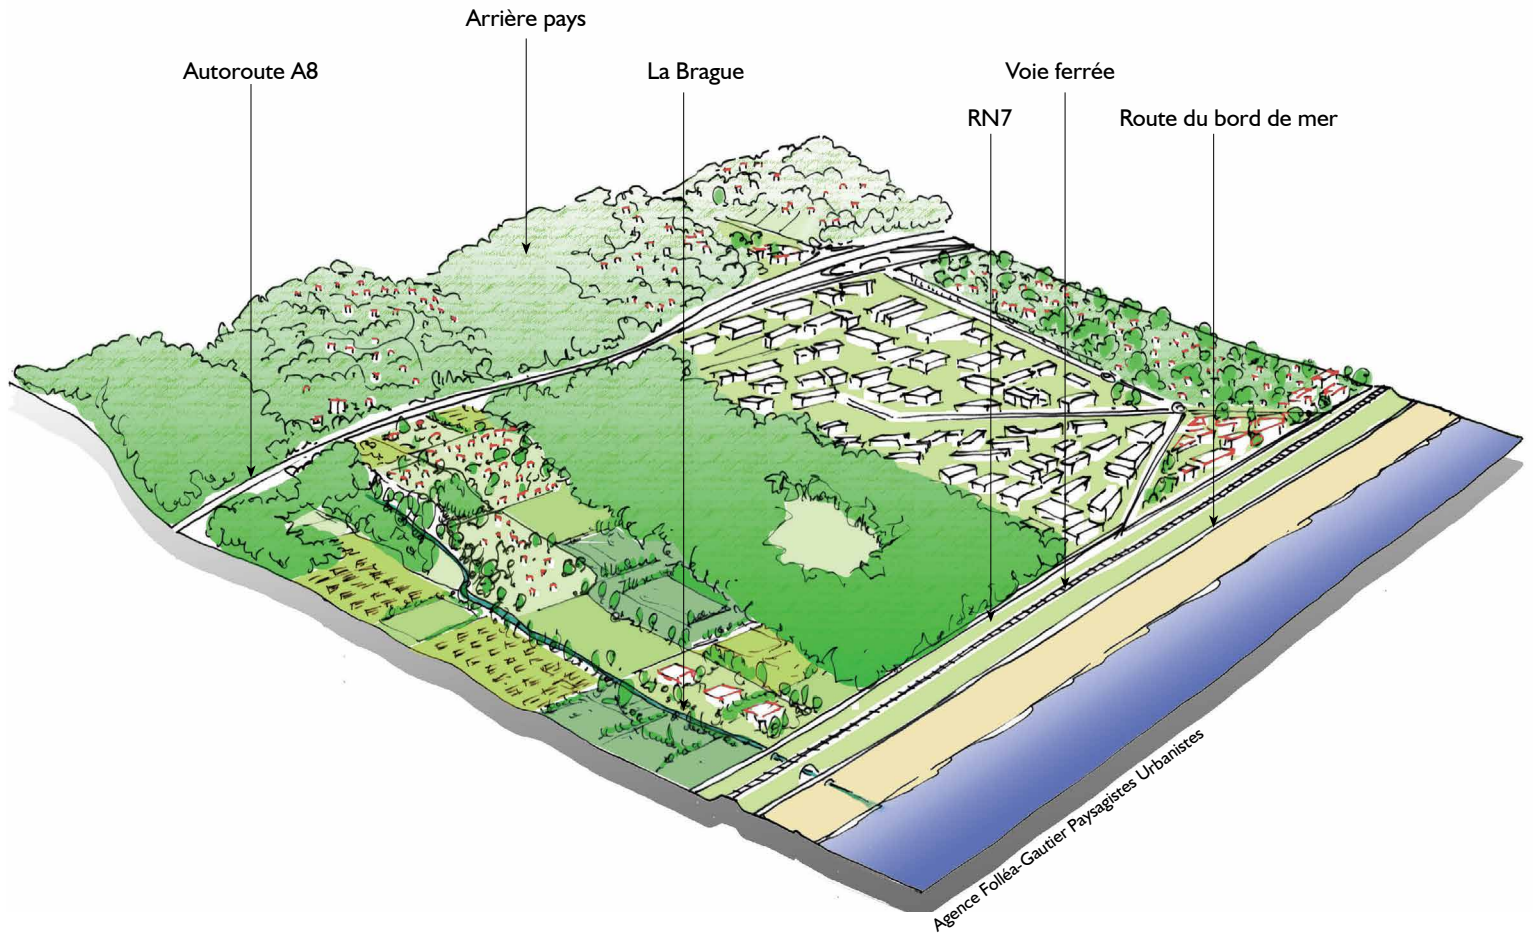 Arrière pays
Autoroute A8
La Brague
Voie ferrée
RN7
Route du bord de mer
Agence Folléa-Gautier Paysagistes Urbanistes